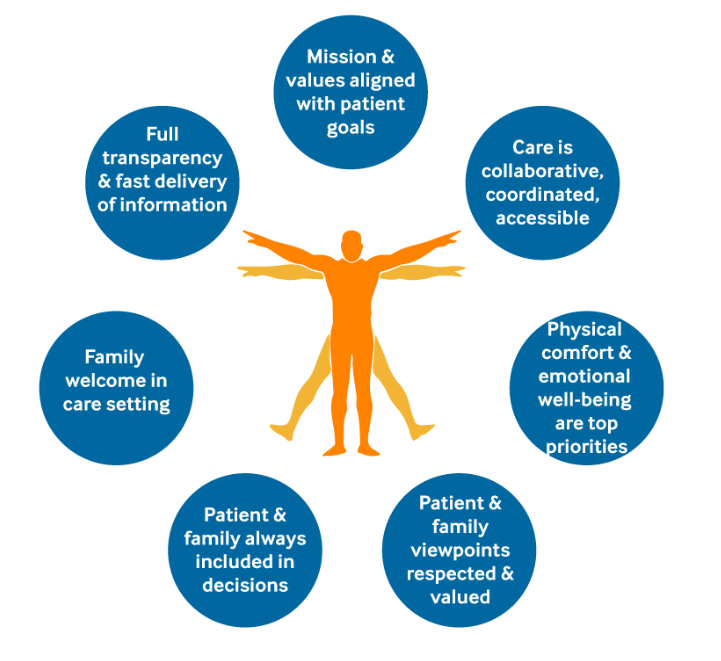 Mission &
values aligned
with patient
goals
Care is
collaborative,
coordinated,
accessible
Physical
comfort &
emotional
well-being
are top
priorities
Patient &
family
viewpoints
respected &
valued
Patient &
family always
included in
decisions
Family
welcome in
care setting
Full
transparency
& fast delivery
of information